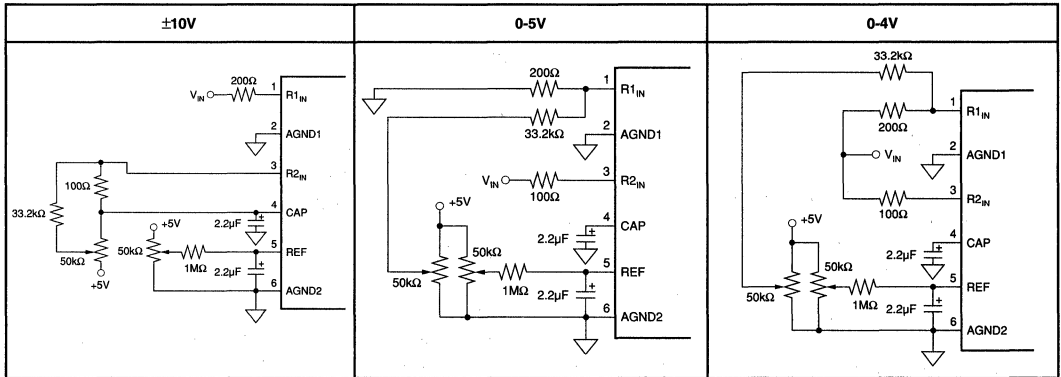 ±10V
200Ω
V_IN
1
R1_IN
2
AGND1
3
R2_IN
100Ω
33.2kΩ
4
CAP
+5V
2.2µF
+
50kΩ
5
REF
50kΩ
1MΩ
2.2µF
+
+5V
6
AGND2
0-5V
200Ω
1
R1_IN
33.2kΩ
2
AGND1
V_IN
3
R2_IN
100Ω
+5V
4
CAP
2.2µF
+
50kΩ
5
REF
50kΩ
1MΩ
2.2µF
+
6
AGND2
0-4V
33.2kΩ
1
R1_IN
200Ω
V_IN
2
AGND1
3
R2_IN
100Ω
+5V
4
CAP
2.2µF
+
50kΩ
5
REF
50kΩ
1MΩ
2.2µF
+
6
AGND2